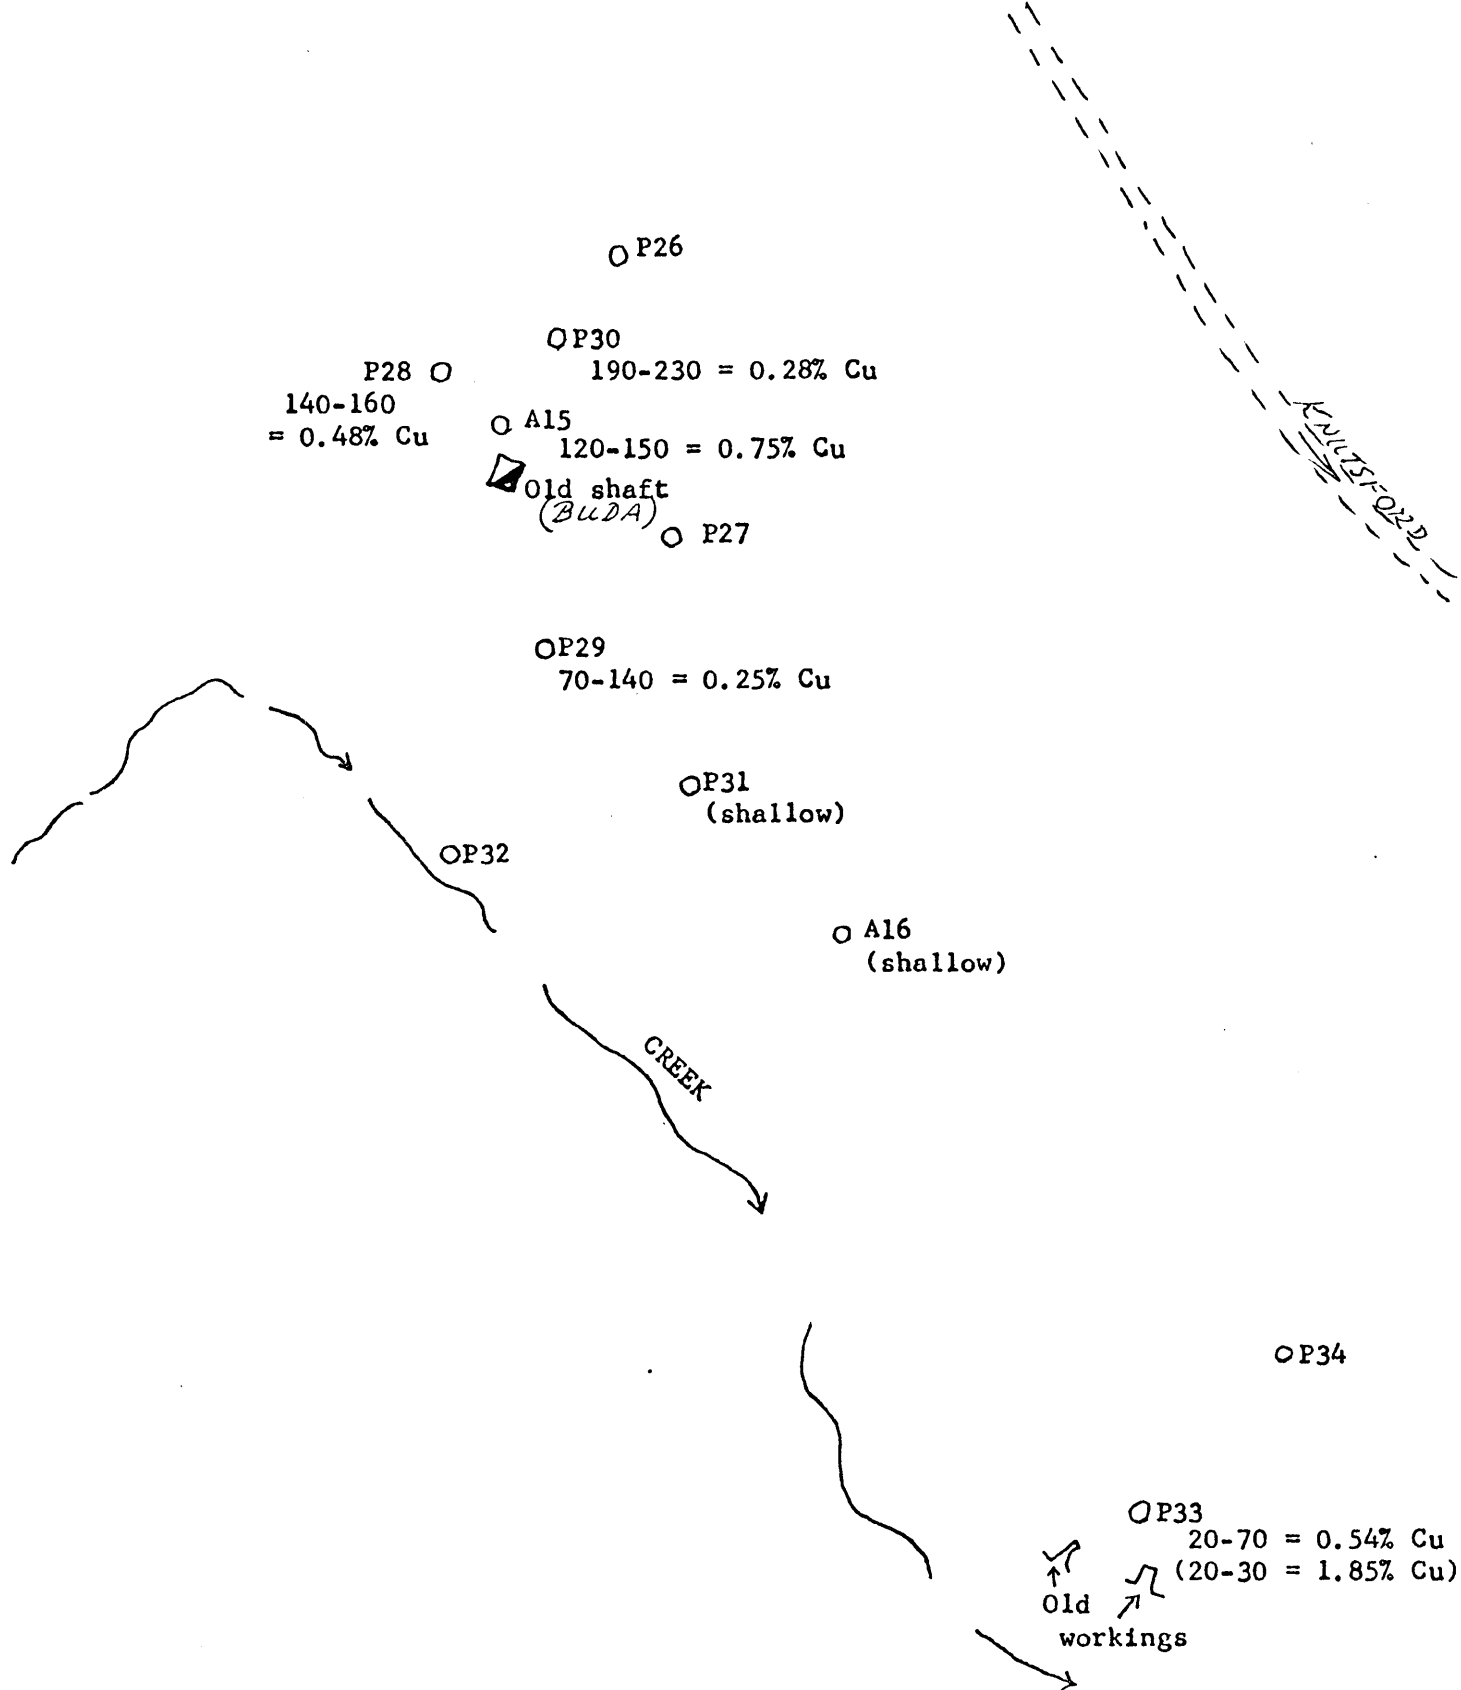 P26
P30
190-230 = 0.28% Cu
P28
140-160
= 0.48% Cu
A15
120-150 = 0.75% Cu
Old shaft
(BUDA)
P27
KNUTSFORD
P29
70-140 = 0.25% Cu
P31
(shallow)
P32
A16
(shallow)
CREEK
P34
P33
20-70 = 0.54% Cu
(20-30 = 1.85% Cu)
Old
workings